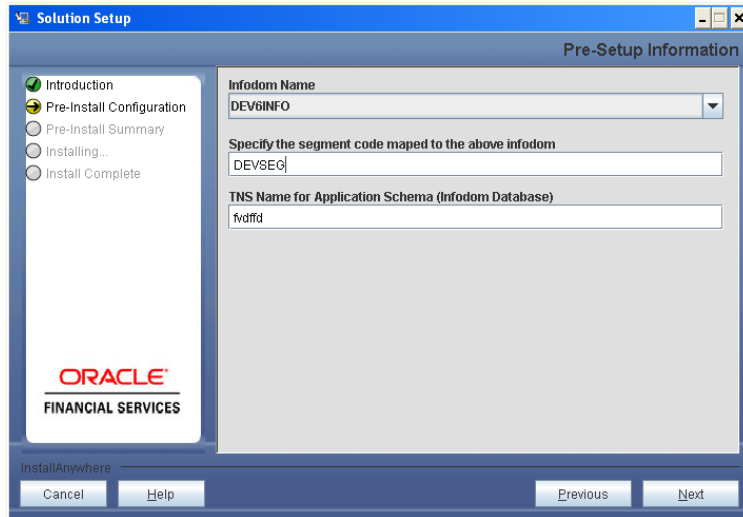 Solution Setup
Pre-Setup Information
Introduction
Pre-Install Configuration
Pre-Install Summary
Installing...
Install Complete
ORACLE
FINANCIAL SERVICES
Infodom Name
DEV6INFO
Specify the segment code maped to the above infodom
DEVSEG
TNS Name for Application Schema (Infodom Database)
fvdffd
InstallAnywhere
Cancel
Help
Previous
Next